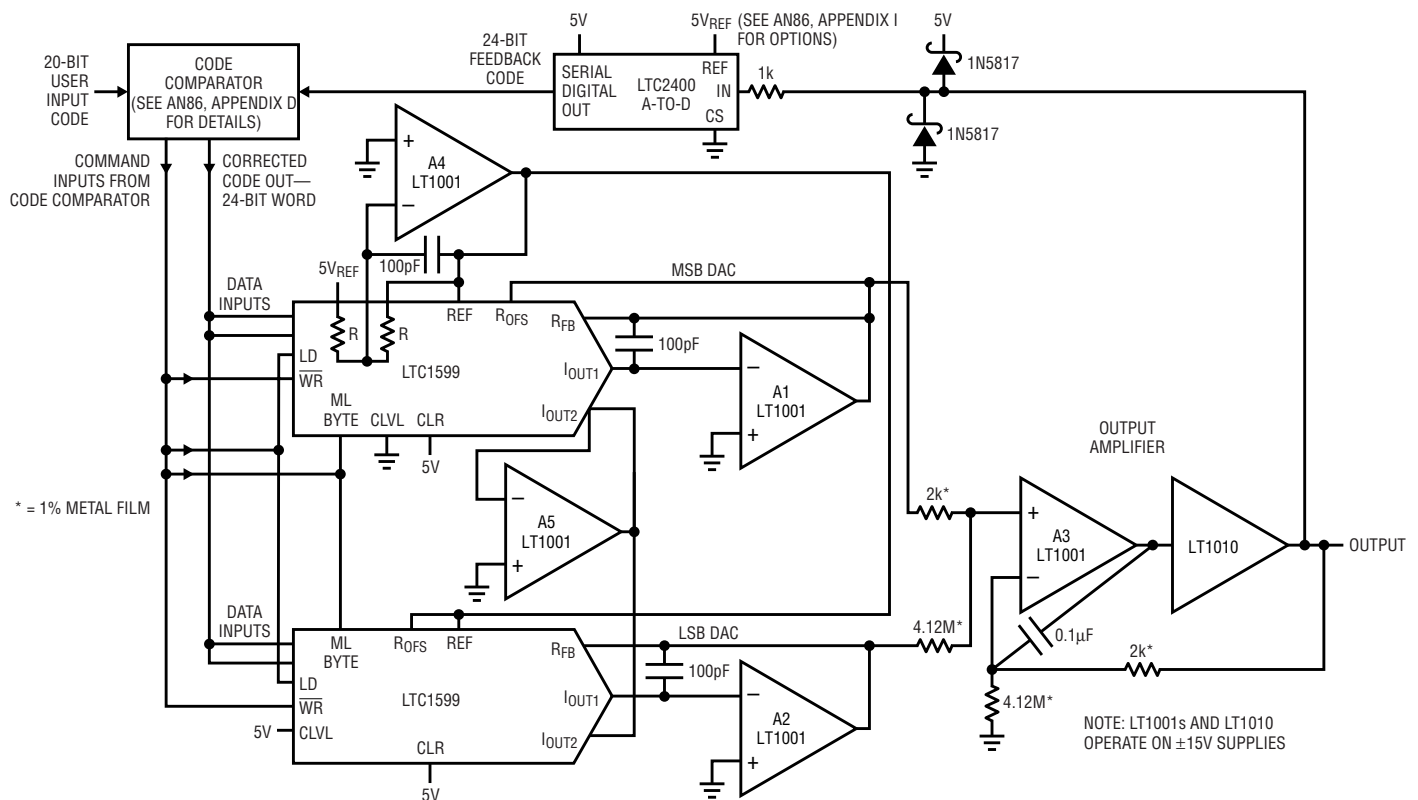 20-BIT
USER
INPUT
CODE
CODE
COMPARATOR
(SEE AN86, APPENDIX D
FOR DETAILS)
24-BIT
FEEDBACK
CODE
5V
5VREF (SEE AN86, APPENDIX I
FOR OPTIONS)
SERIAL
DIGITAL
OUT
LTC2400
A-TO-D
REF
IN
CS
1k
5V
1N5817
1N5817
COMMAND
INPUTS FROM
CODE COMPARATOR
CORRECTED
CODE OUT—
24-BIT WORD
+
A4
LT1001
−
100pF
5VREF
R
R
DATA
INPUTS
REF
ROFS
MSB DAC
RFB
100pF
LD
WR
LTC1599
IOUT1
ML
BYTE
CLVL
CLR
IOUT2
5V
−
A1
LT1001
+
* = 1% METAL FILM
−
A5
LT1001
+
OUTPUT
AMPLIFIER
2k*
+
A3
LT1001
−
LT1010
OUTPUT
0.1µF
2k*
4.12M*
4.12M*
DATA
INPUTS
ML
BYTE
ROFS
REF
LSB DAC
RFB
100pF
LD
WR
LTC1599
IOUT1
5V
CLVL
CLR
IOUT2
5V
−
A2
LT1001
+
NOTE: LT1001s AND LT1010
OPERATE ON ±15V SUPPLIES